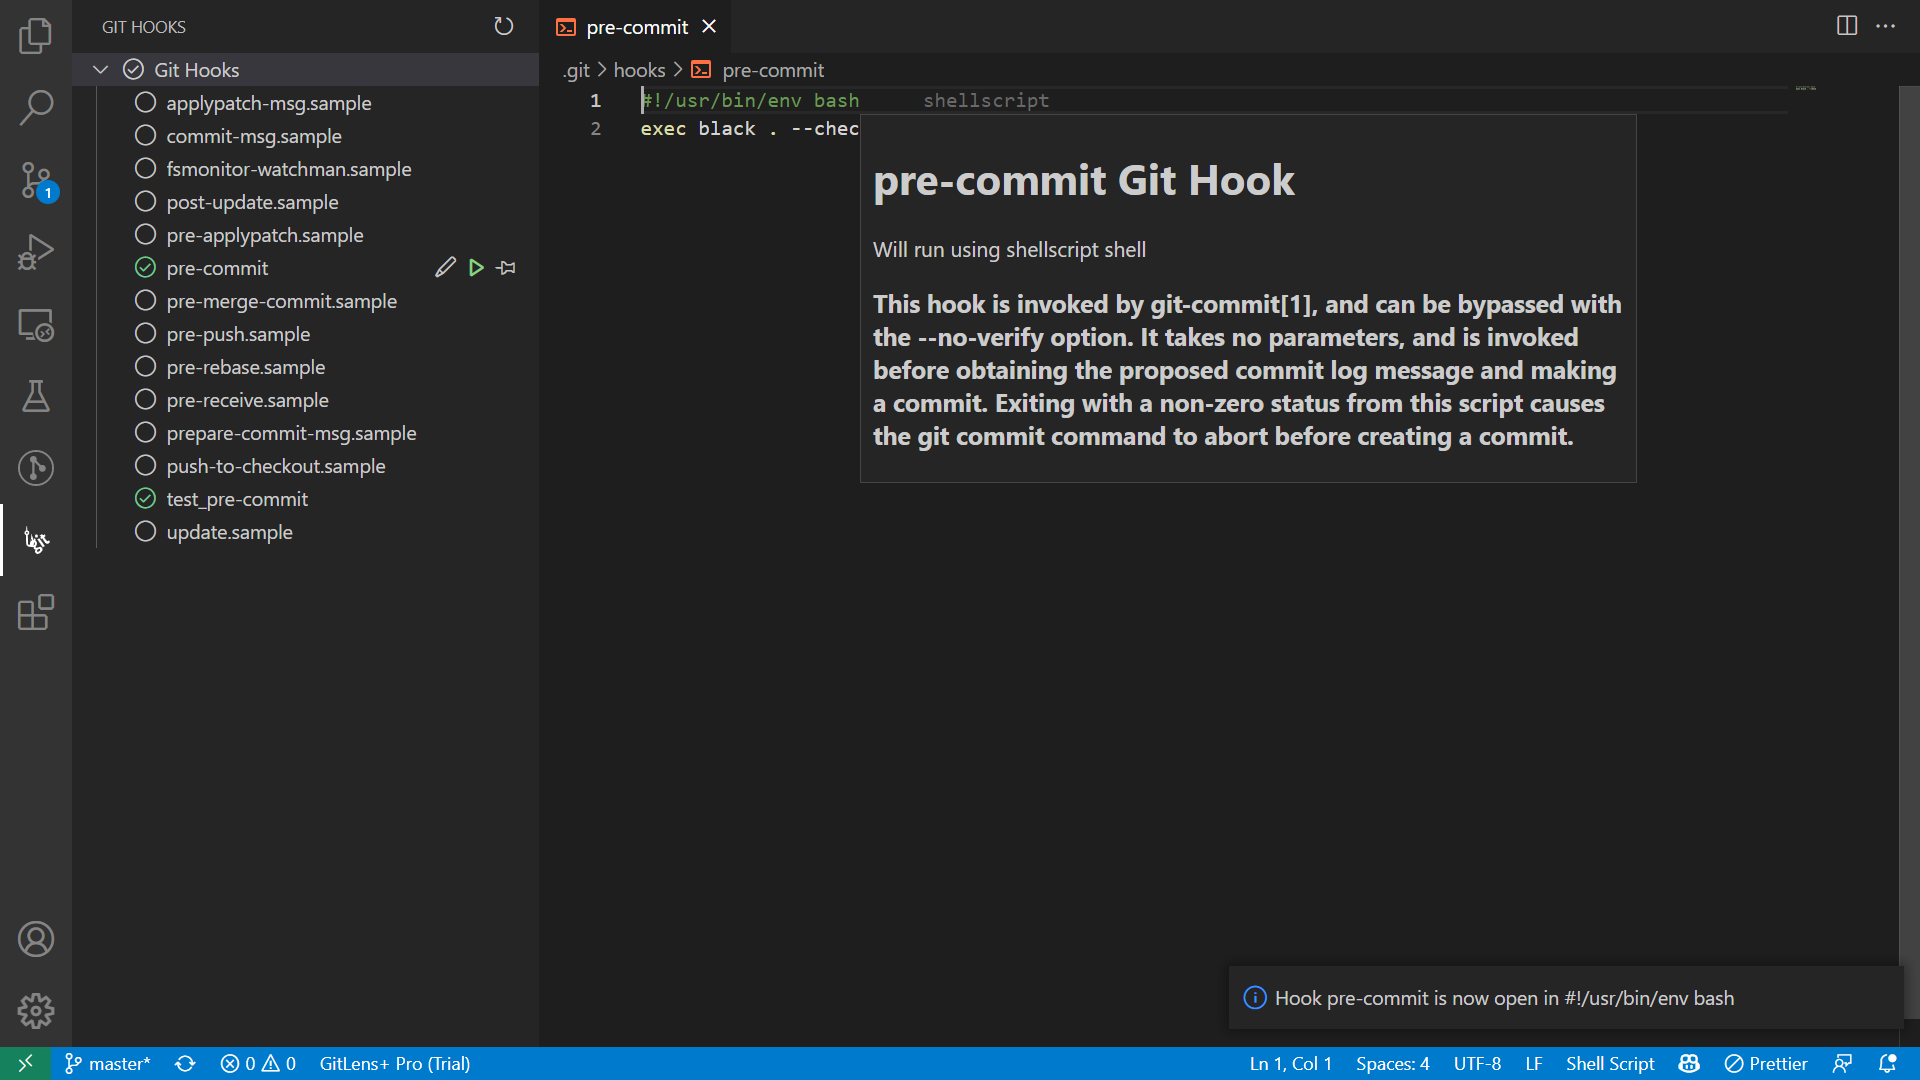 GIT HOOKS
Git Hooks
applypatch-msg.sample
commit-msg.sample
fsmonitor-watchman.sample
post-update.sample
pre-applypatch.sample
pre-commit
pre-merge-commit.sample
pre-push.sample
pre-rebase.sample
pre-receive.sample
prepare-commit-msg.sample
push-to-checkout.sample
test_pre-commit
update.sample
1
pre-commit
.git > hooks > pre-commit
1 #!/usr/bin/env bash shellscript
2 exec black . --chec
pre-commit Git Hook
Will run using shellscript shell
This hook is invoked by git-commit[1], and can be bypassed with
the --no-verify option. It takes no parameters, and is invoked
before obtaining the proposed commit log message and making
a commit. Exiting with a non-zero status from this script causes
the git commit command to abort before creating a commit.
Hook pre-commit is now open in #!/usr/bin/env bash
master* 0 0 GitLens+ Pro (Trial) Ln 1, Col 1 Spaces: 4 UTF-8 LF Shell Script Prettier